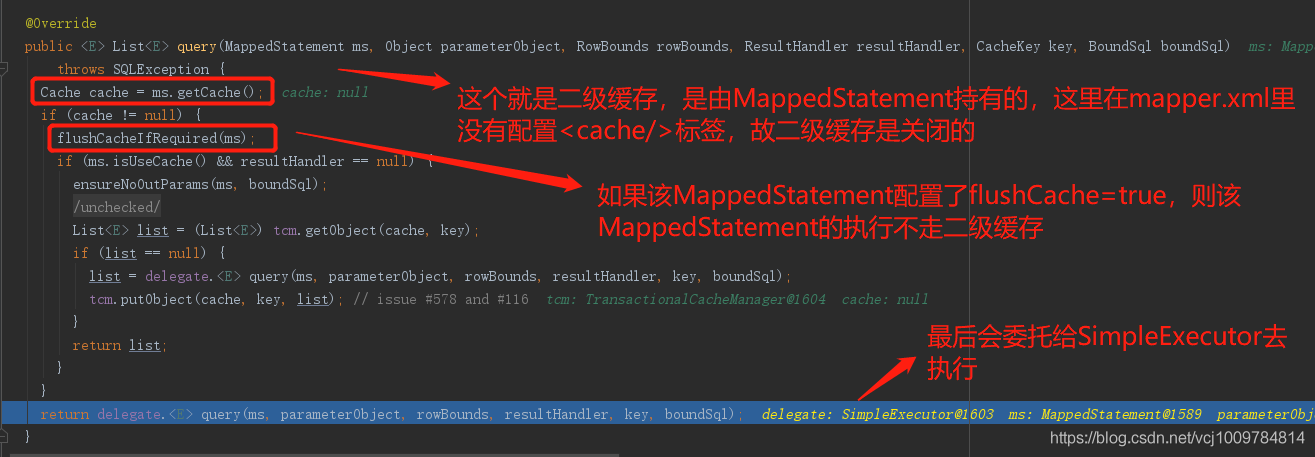 @Override
public <E> List<E> query(MappedStatement ms, Object parameterObject, RowBounds rowBounds, ResultHandler resultHandler, CacheKey key, BoundSql boundSql)  ms: Mapp
throws SQLException {
Cache cache = ms.getCache();  cache: null
这个就是二级缓存，是由MappedStatement持有的，这里在mapper.xml里
没有配置<cache/>标签，故二级缓存是关闭的
if (cache != null) {
flushCacheIfRequired(ms);
if (ms.isUseCache() && resultHandler == null) {
ensureNoOutParams(ms, boundSql);
/unchecked/
如果该MappedStatement配置了flushCache=true，则该
MappedStatement的执行不走二级缓存
List<E> list = (List<E>) tcm.getObject(cache, key);
if (list == null) {
list = delegate.<E> query(ms, parameterObject, rowBounds, resultHandler, key, boundSql);
tcm.putObject(cache, key, list); // issue #578 and #116  tcm: TransactionalCacheManager@1604  cache: null
}
return list;
}
}
最后会委托给SimpleExecutor去
执行
return delegate.<E> query(ms, parameterObject, rowBounds, resultHandler, key, boundSql);  delegate: SimpleExecutor@1603  ms: MappedStatement@1589  parameterObj
}
https://blog.csdn.net/vcj1009784814